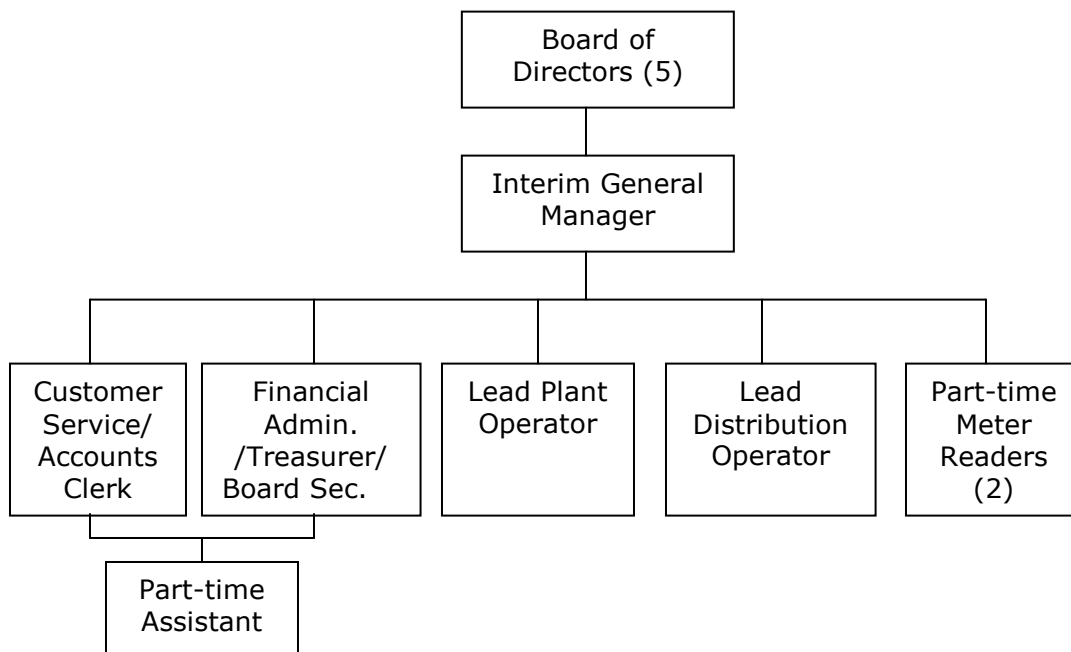 Board of
Directors (5)
Interim General
Manager
Customer
Service/
Accounts
Clerk
Financial
Admin.
/Treasurer/
Board Sec.
Lead Plant
Operator
Lead
Distribution
Operator
Part-time
Meter
Readers
(2)
Part-time
Assistant